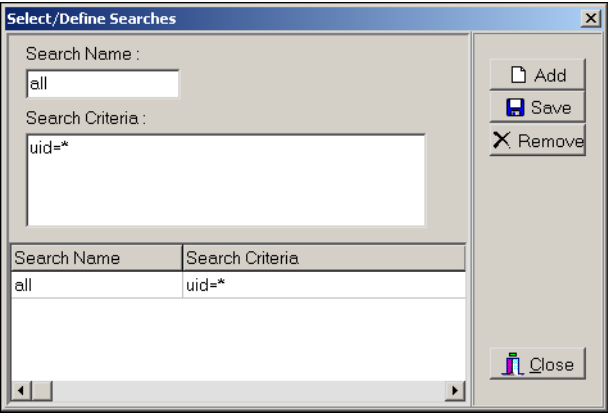 Select/Define Searches
Search Name :
all
Search Criteria :
uid=*
Add
Save
Remove
Search Name Search Criteria
all uid=*
Close